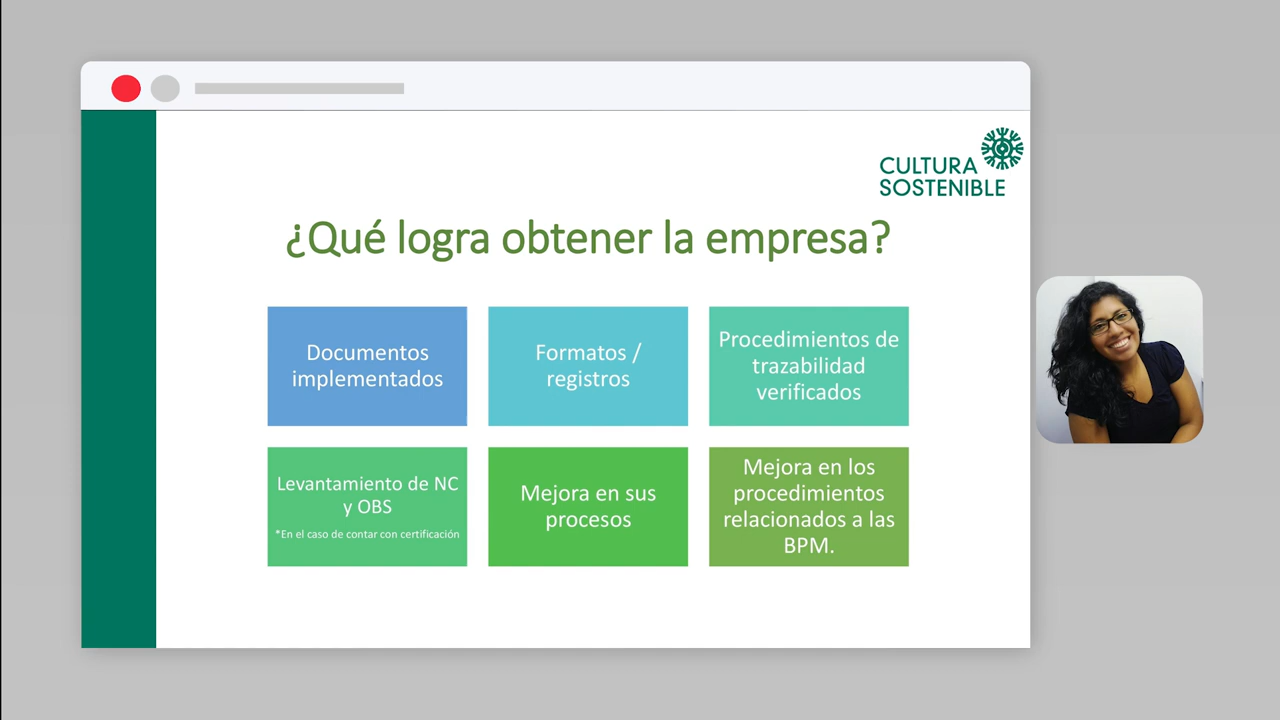 CULTURA
SOSTENIBLE
¿Qué logra obtener la empresa?
Documentos
implementados
Formatos /
registros
Procedimientos de
trazabilidad
verificados
Levantamiento de NC
y OBS
*En el caso de contar con certificación
Mejora en sus
procesos
Mejora en los
procedimientos
relacionados a las
BPM.